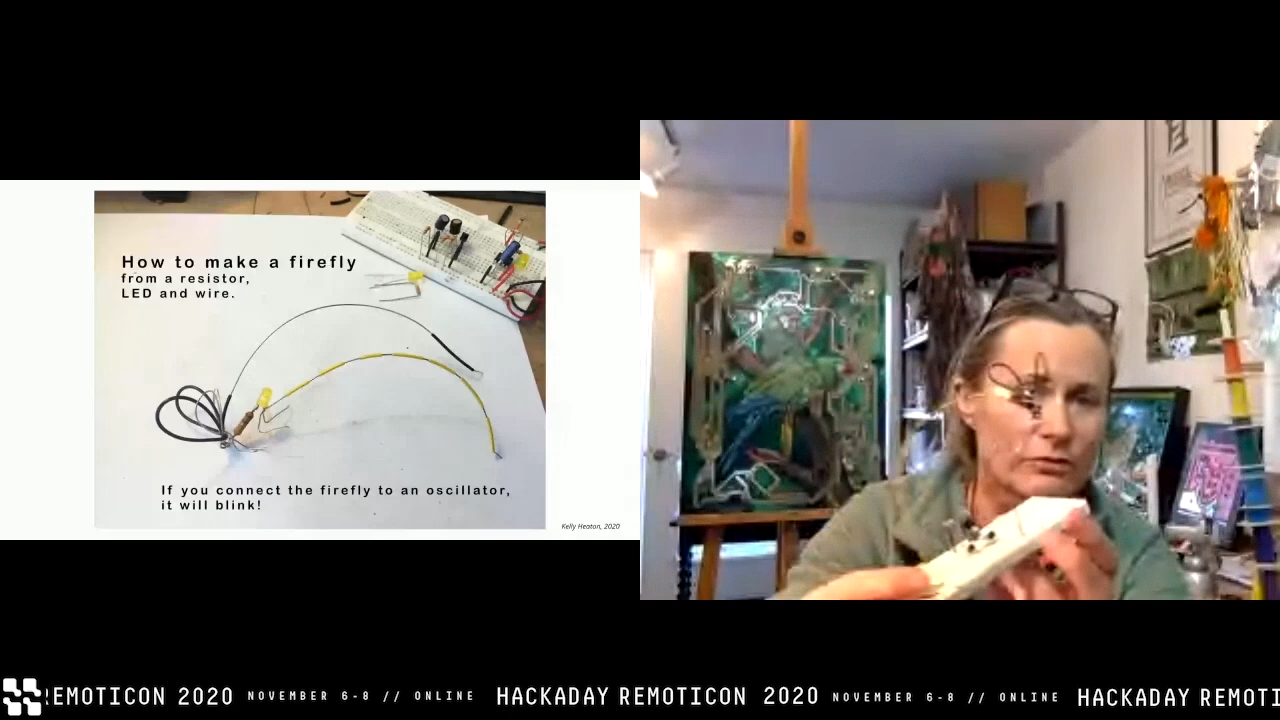 How to make a firefly
from a resistor,
LED and wire.
If you connect the firefly to an oscillator,
it will blink!
Kelly Heaton, 2020
REMOTICON 2020 NOVEMBER 6-8 // ONLINE HACKADAY REMOTICON 2020 NOVEMBER 6-8 // ONLINE HACKADAY REMOTI